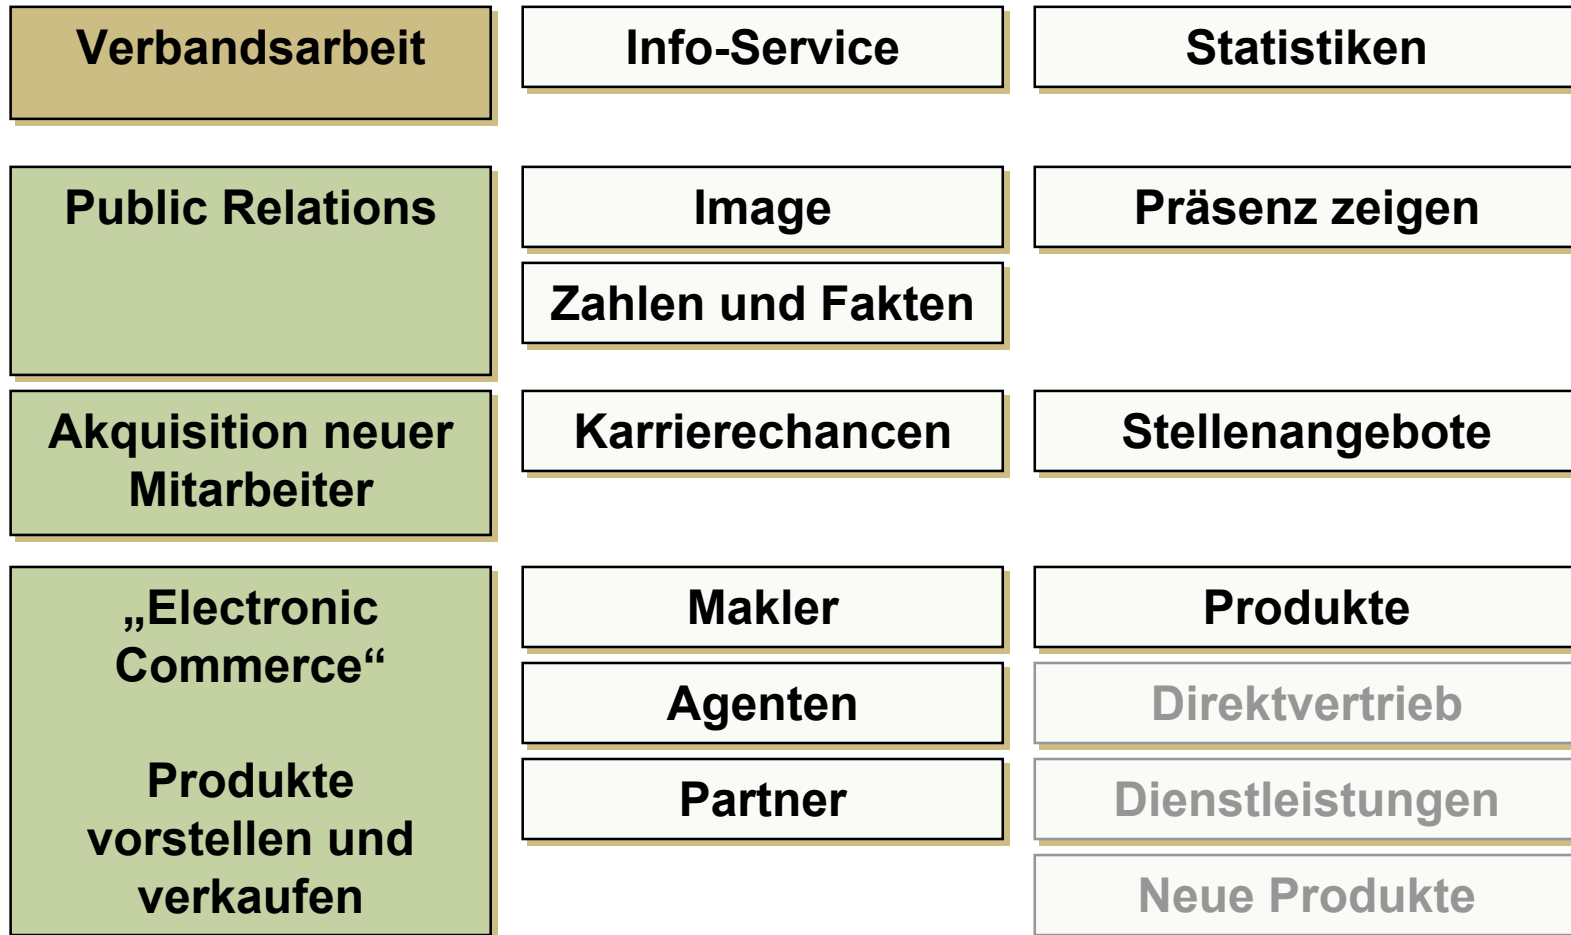 Verbandsarbeit
Info-Service
Statistiken
Public Relations
Image
Präsenz zeigen
Zahlen und Fakten
Akquisition neuer
Mitarbeiter
Karrierechancen
Stellenangebote
„Electronic
Commerce“
Produkte
vorstellen und
verkaufen
Makler
Produkte
Agenten
Direktvertrieb
Partner
Dienstleistungen
Neue Produkte